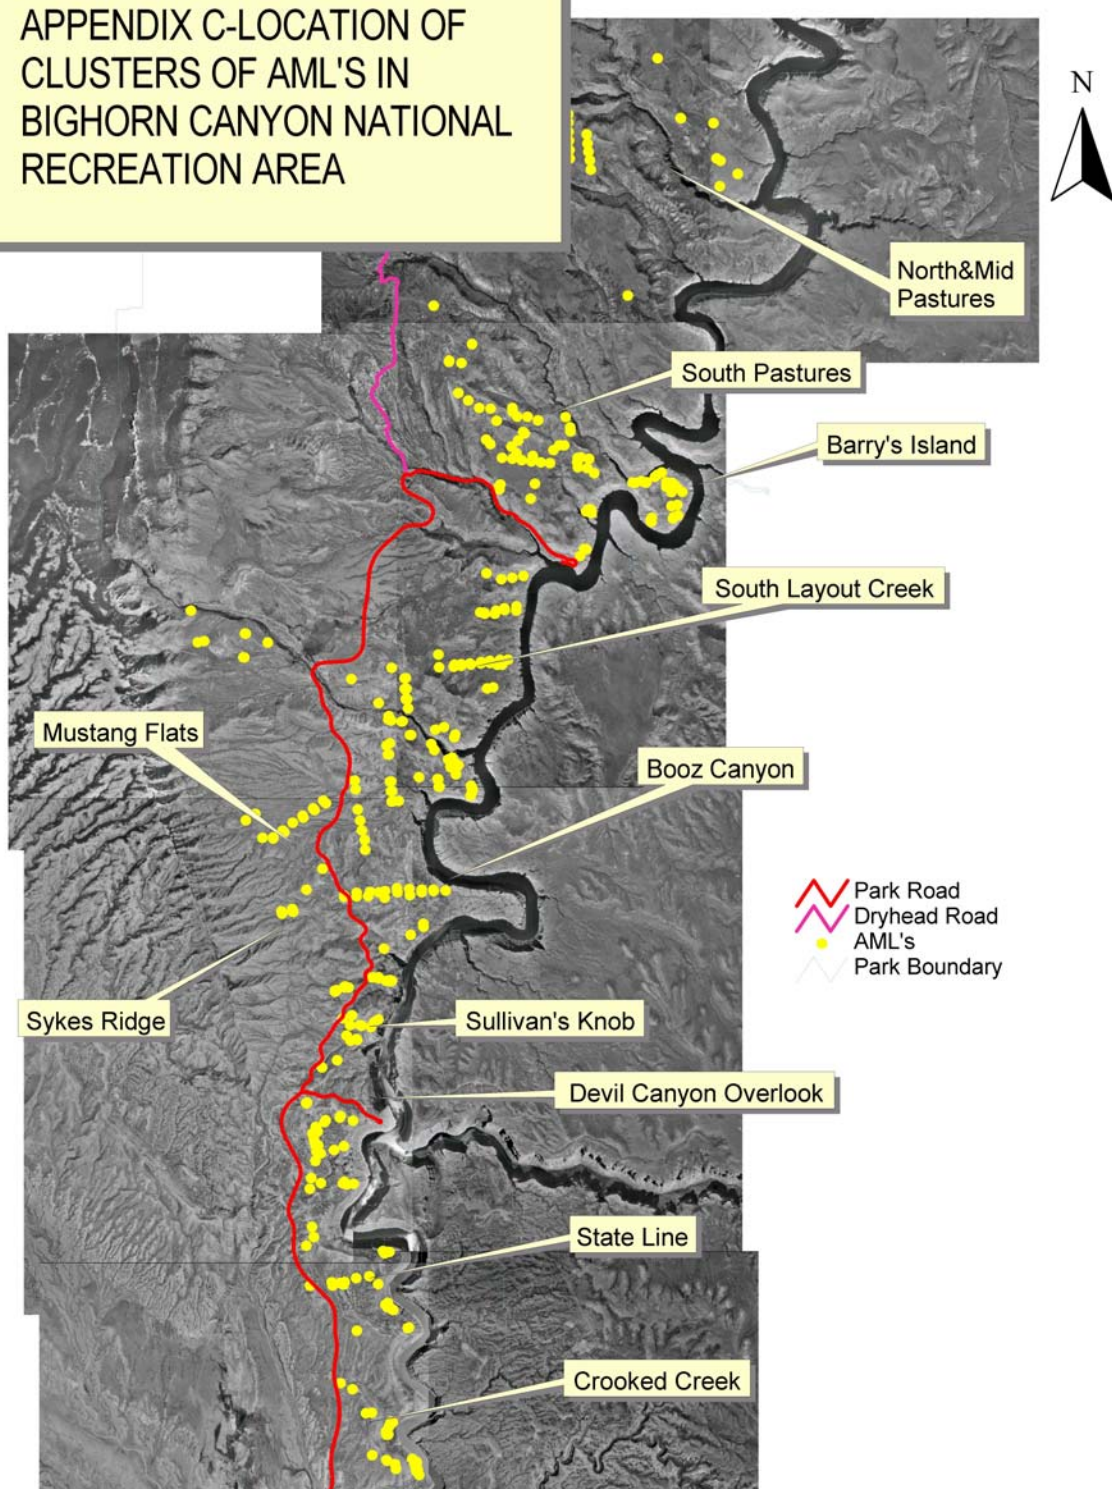 APPENDIX C-LOCATION OF
CLUSTERS OF AML'S IN
BIGHORN CANYON NATIONAL
RECREATION AREA
N
North&Mid
Pastures
South Pastures
Barry's Island
South Layout Creek
Mustang Flats
Booz Canyon
Park Road
Dryhead Road
AML's
Park Boundary
Sykes Ridge
Sullivan's Knob
Devil Canyon Overlook
State Line
Crooked Creek